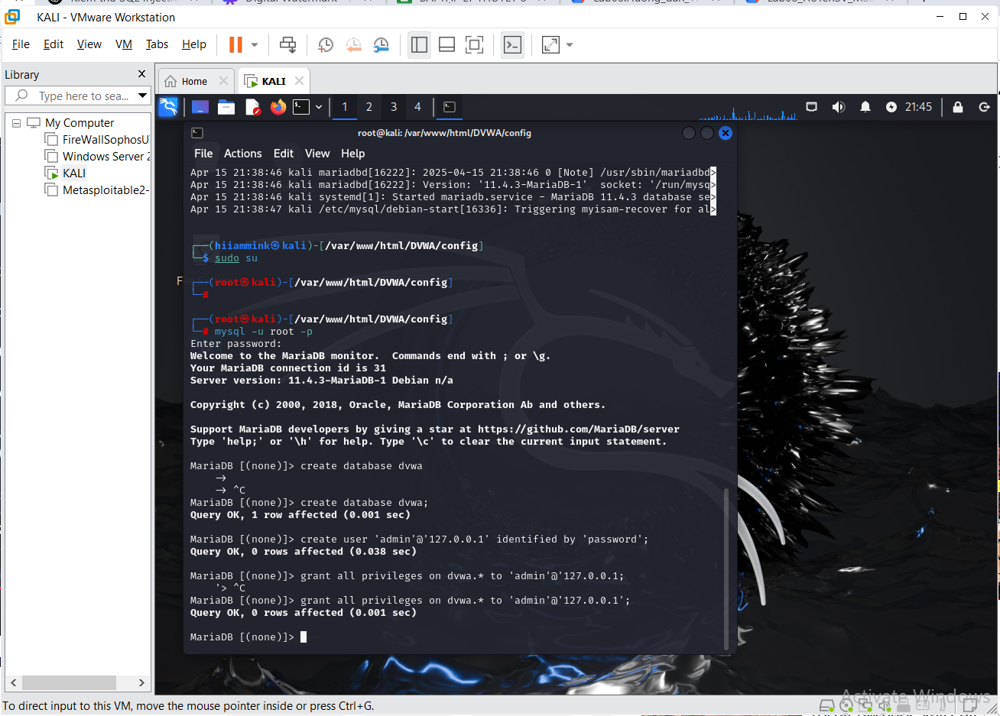 KALI - VMware Workstation
File Edit View VM Tabs Help
Library
Home
KALI
Type here to sea...
1 2 3 4
21:45
My Computer
FireWallSophosU
Windows Server 2
KALI
Metasploitable2-
root@kali: /var/www/html/DVWA/config
File Actions Edit View Help
Apr 15 21:38:46 kali mariadbd[16222]: 2025-04-15 21:38:46 0 [Note] /usr/sbin/mariadbd>
Apr 15 21:38:46 kali mariadbd[16222]: Version: '11.4.3-MariaDB-1'  socket: '/run/mysq>
Apr 15 21:38:46 kali systemd[1]: Started mariadb.service - MariaDB 11.4.3 database se>
Apr 15 21:38:47 kali /etc/mysql/debian-start[16336]: Triggering myisam-recover for al>
┌──(hiiammink㉿kali)-[/var/www/html/DVWA/config]
└─$ sudo su
┌──(root㉿kali)-[/var/www/html/DVWA/config]
└─#
┌──(root㉿kali)-[/var/www/html/DVWA/config]
└─# mysql -u root -p
Enter password:
Welcome to the MariaDB monitor.  Commands end with ; or \g.
Your MariaDB connection id is 31
Server version: 11.4.3-MariaDB-1 Debian n/a
Copyright (c) 2000, 2018, Oracle, MariaDB Corporation Ab and others.
Support MariaDB developers by giving a star at https://github.com/MariaDB/server
Type 'help;' or '\h' for help. Type '\c' to clear the current input statement.
MariaDB [(none)]> create database dvwa
    ->
    -> ^C
MariaDB [(none)]> create database dvwa;
Query OK, 1 row affected (0.001 sec)
MariaDB [(none)]> create user 'admin'@'127.0.0.1' identified by 'password';
Query OK, 0 rows affected (0.038 sec)
MariaDB [(none)]> grant all privileges on dvwa.* to 'admin'@'127.0.0.1;
    '> ^C
MariaDB [(none)]> grant all privileges on dvwa.* to 'admin'@'127.0.0.1';
Query OK, 0 rows affected (0.001 sec)
MariaDB [(none)]>
Activate Windows
To direct input to this VM, move the mouse pointer inside or press Ctrl+G.